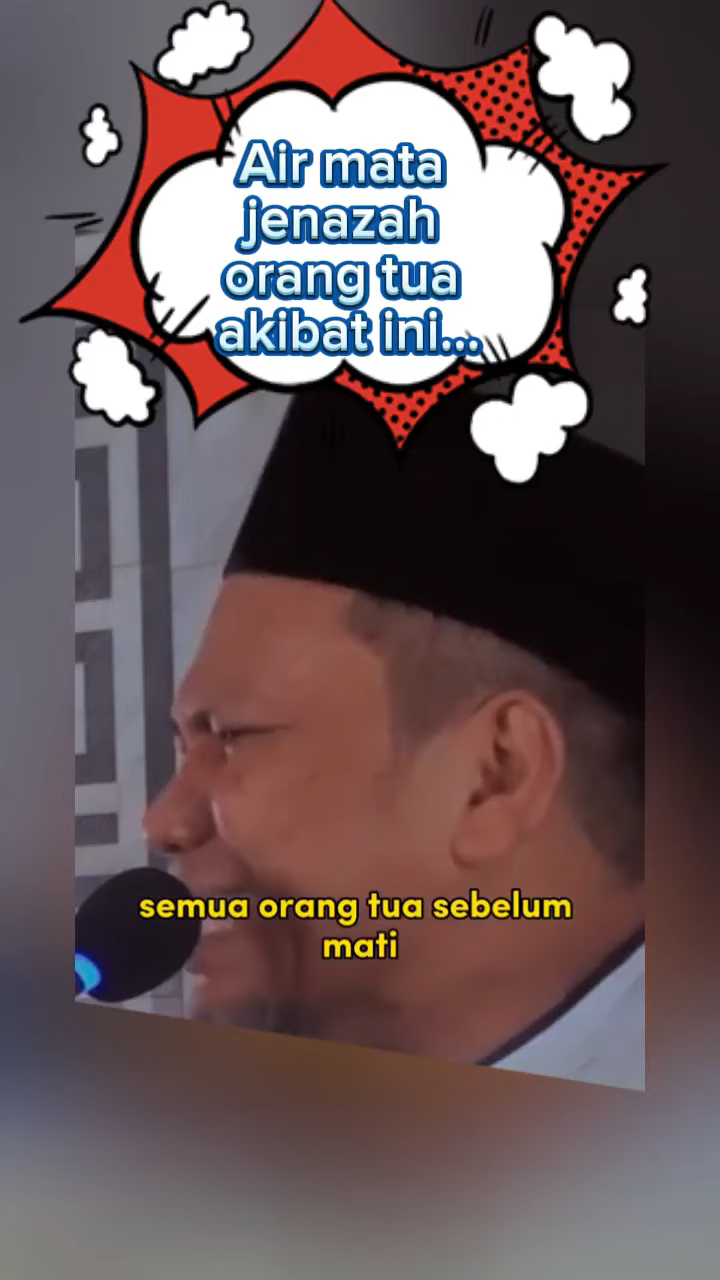 Air mata
jenazah
orang tua
akibat ini...
semua orang tua sebelum
mati